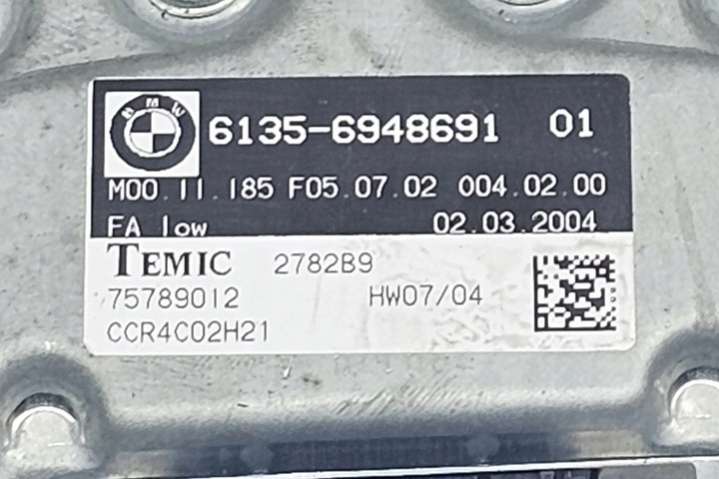 BMW
6135-6948691 01
M00.11.185 F05.07.02 004.02.00
FA low 02.03.2004
TEMIC 2782B9
75789012 HW07/04
CCR4C02H21